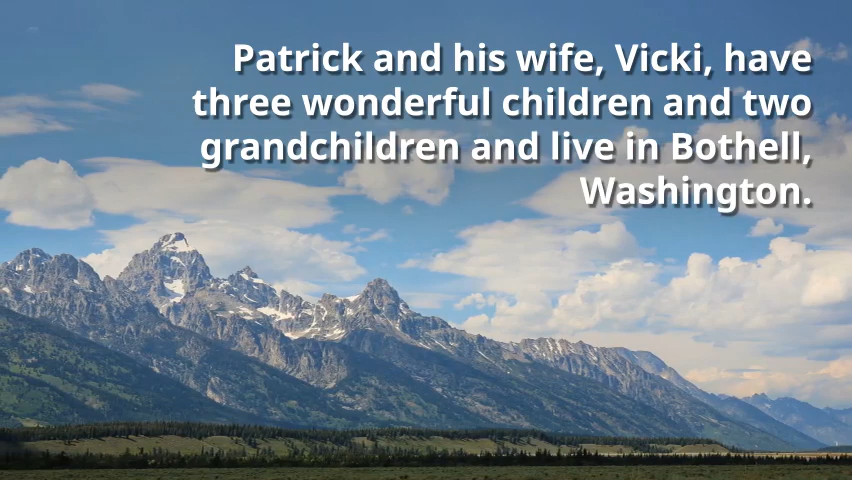 Patrick and his wife, Vicki, have
three wonderful children and two
grandchildren and live in Bothell,
Washington.